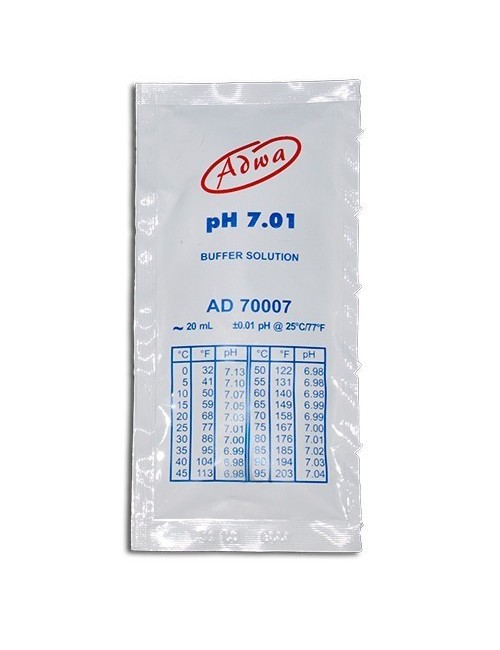 Adwa
pH 7.01
BUFFER SOLUTION
AD 70007
~ 20 mL ±0.01 pH @ 25°C/77°F
°C °F pH °C °F pH
0 32 7.13 50 122 6.98
5 41 7.10 55 131 6.98
10 50 7.07 60 140 6.98
15 59 7.05 65 149 6.99
20 68 7.03 70 158 6.99
25 77 7.01 75 167 7.00
30 86 7.00 80 176 7.01
35 95 6.99 85 185 7.02
40 104 6.98 90 194 7.03
45 113 6.98 95 203 7.04